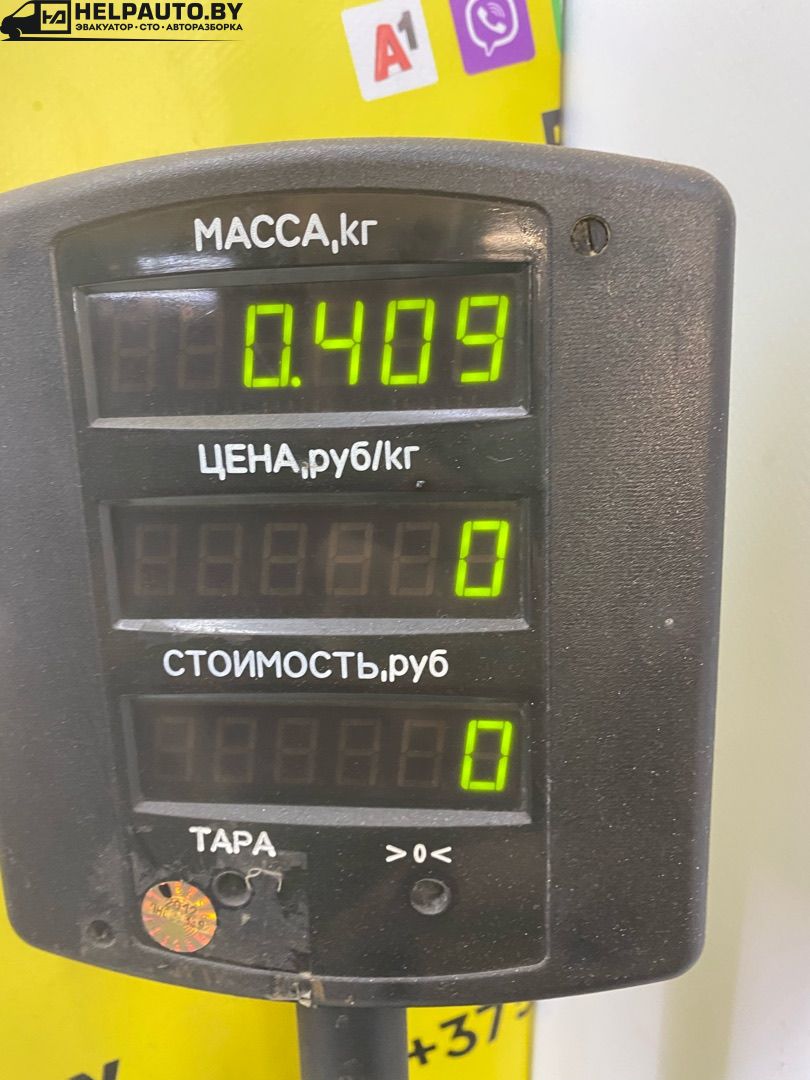 HELPAUTO.BY
ЭВАКУАТОР•СТО•АВТОРАЗБОРКА
A1
МАССА,кг
0.409
ЦЕНА,руб/кг
0
СТОИМОСТЬ,руб
0
ТАРА
>0<
+375